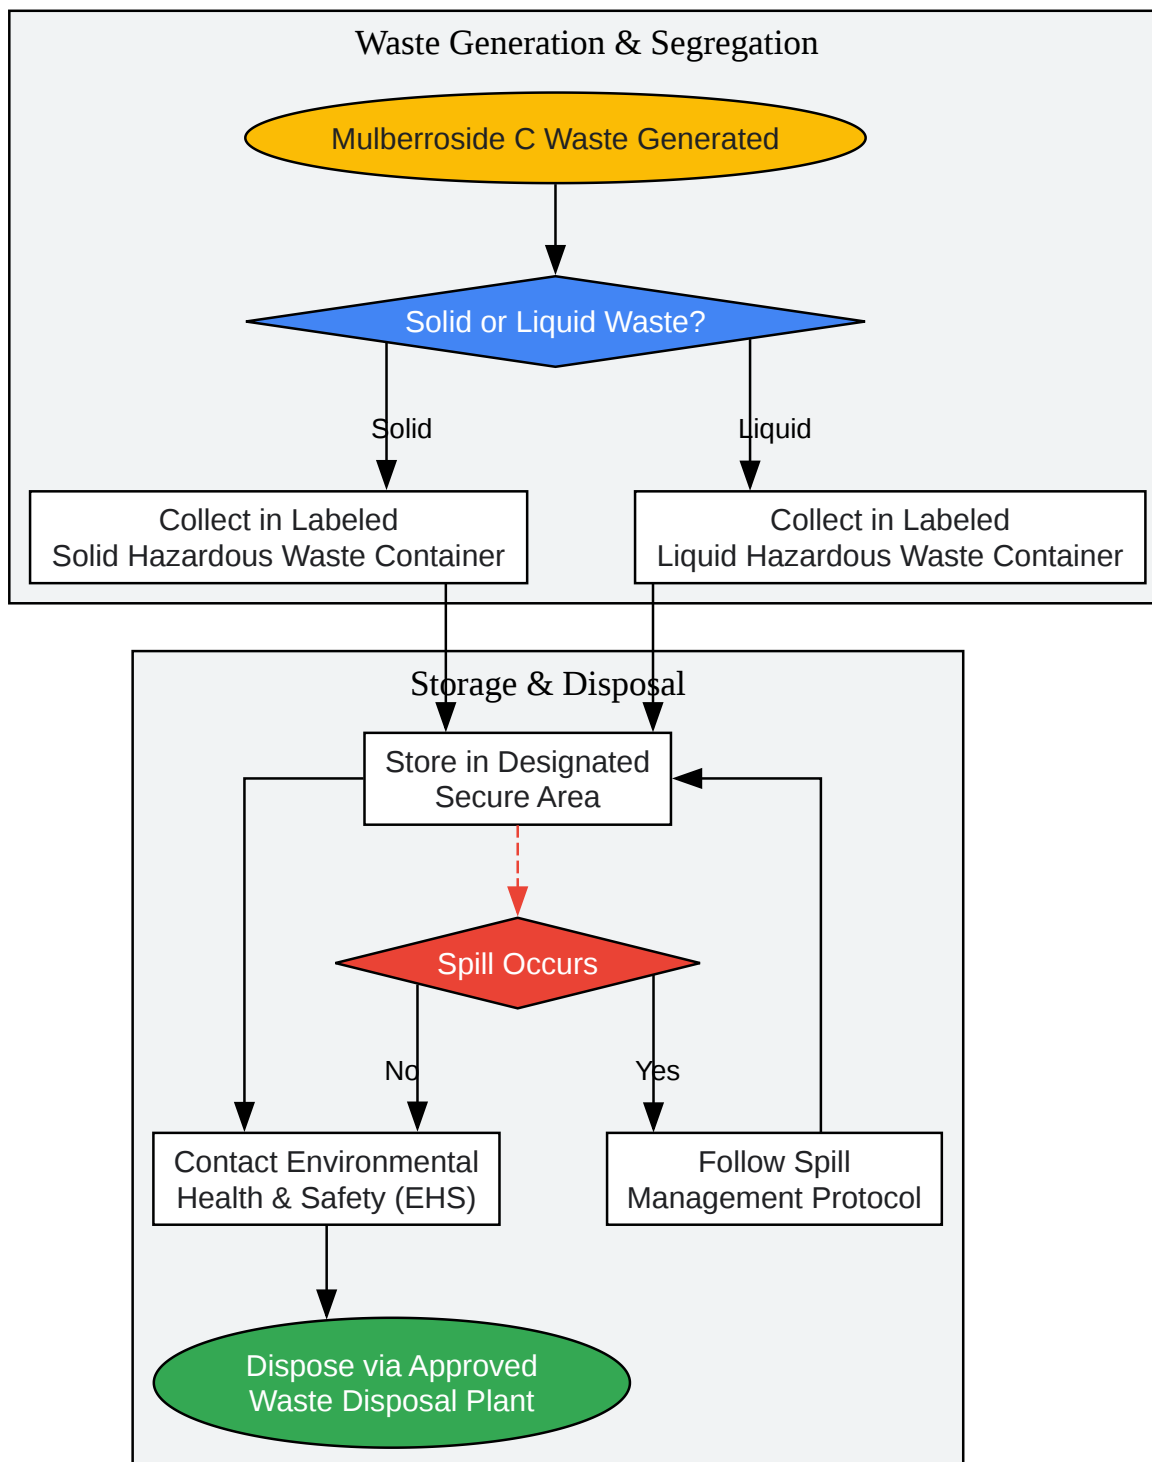 Waste Generation & Segregation
Mulberroside C Waste Generated
Solid or Liquid Waste?
Solid
Liquid
Collect in Labeled
Solid Hazardous Waste Container
Collect in Labeled
Liquid Hazardous Waste Container
Storage & Disposal
Store in Designated
Secure Area
Spill Occurs
No
Yes
Contact Environmental
Health & Safety (EHS)
Follow Spill
Management Protocol
Dispose via Approved
Waste Disposal Plant